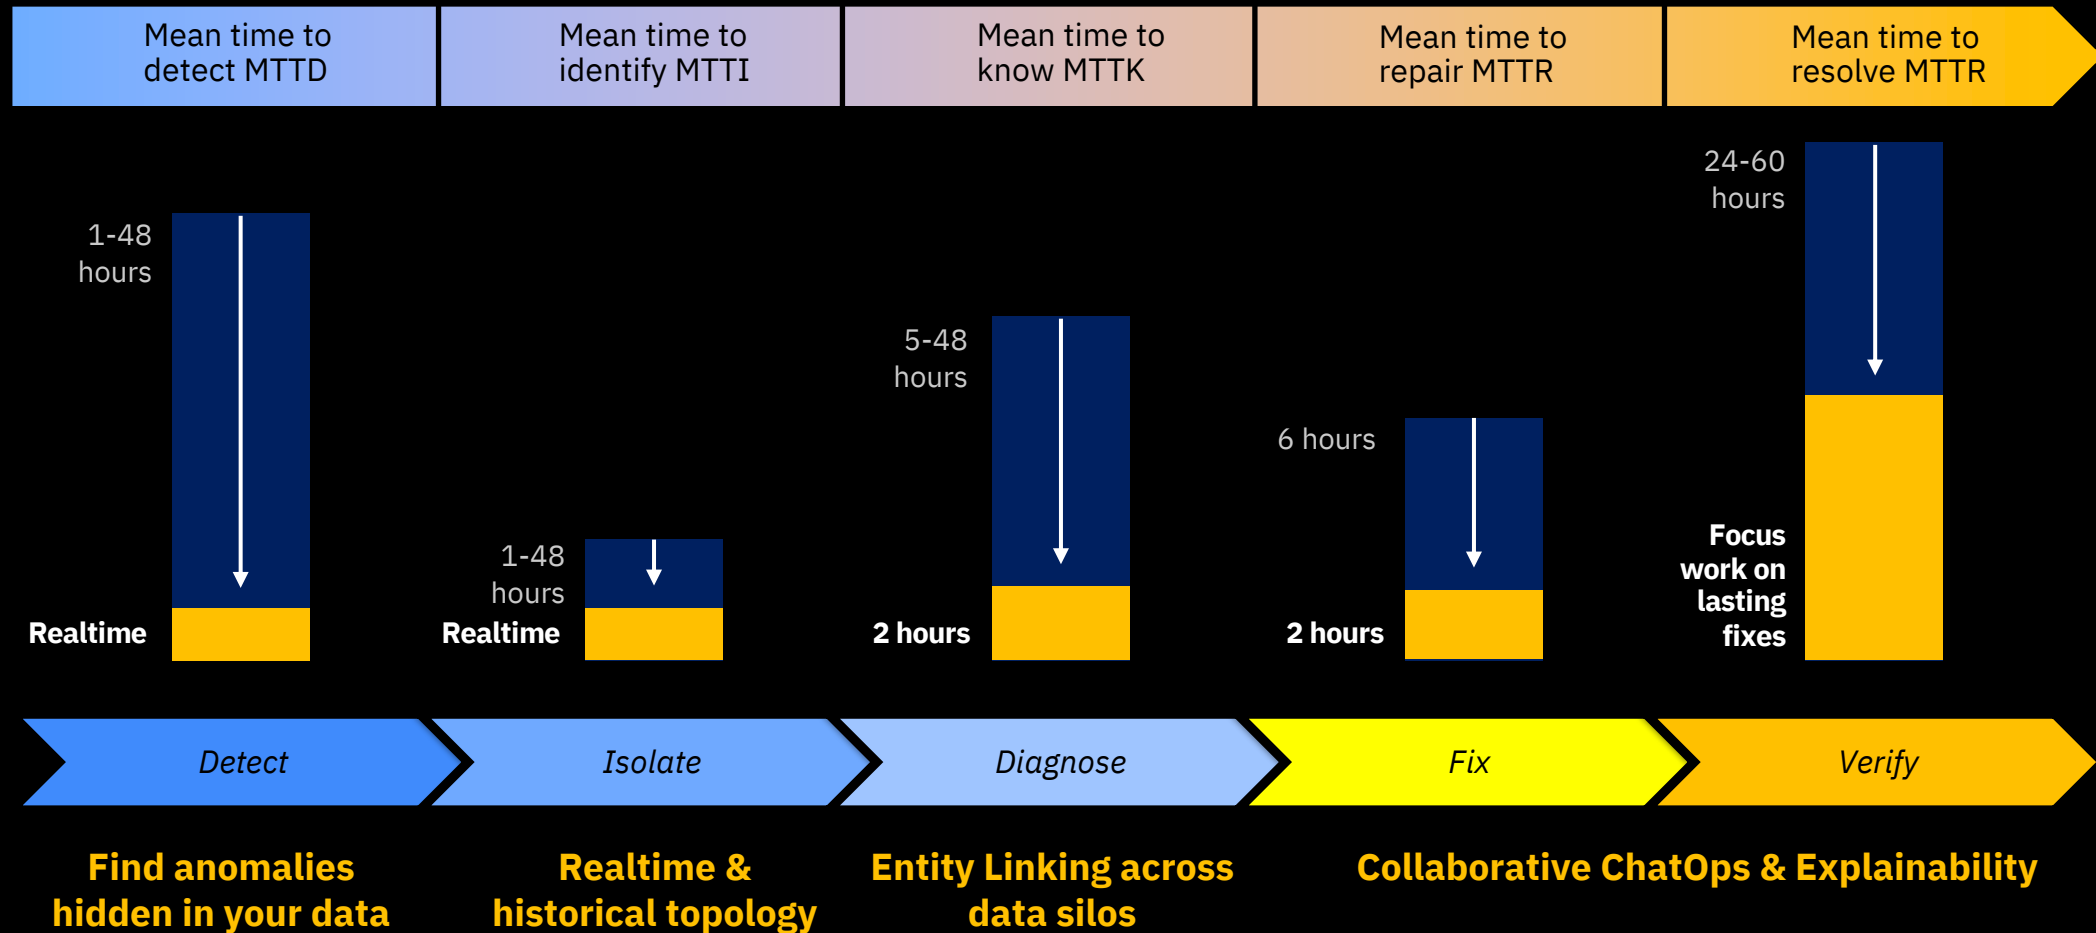 Mean time to
detect MTTD
Mean time to
identify MTTI
Mean time to
know MTTK
Mean time to
repair MTTR
Mean time to
resolve MTTR
1-48
hours
Realtime
1-48
hours
Realtime
5-48
hours
2 hours
6 hours
2 hours
24-60
hours
Focus
work on
lasting
fixes
Detect
Isolate
Diagnose
Fix
Verify
Find anomalies
hidden in your data
Realtime &
historical topology
Entity Linking across
data silos
Collaborative ChatOps & Explainability